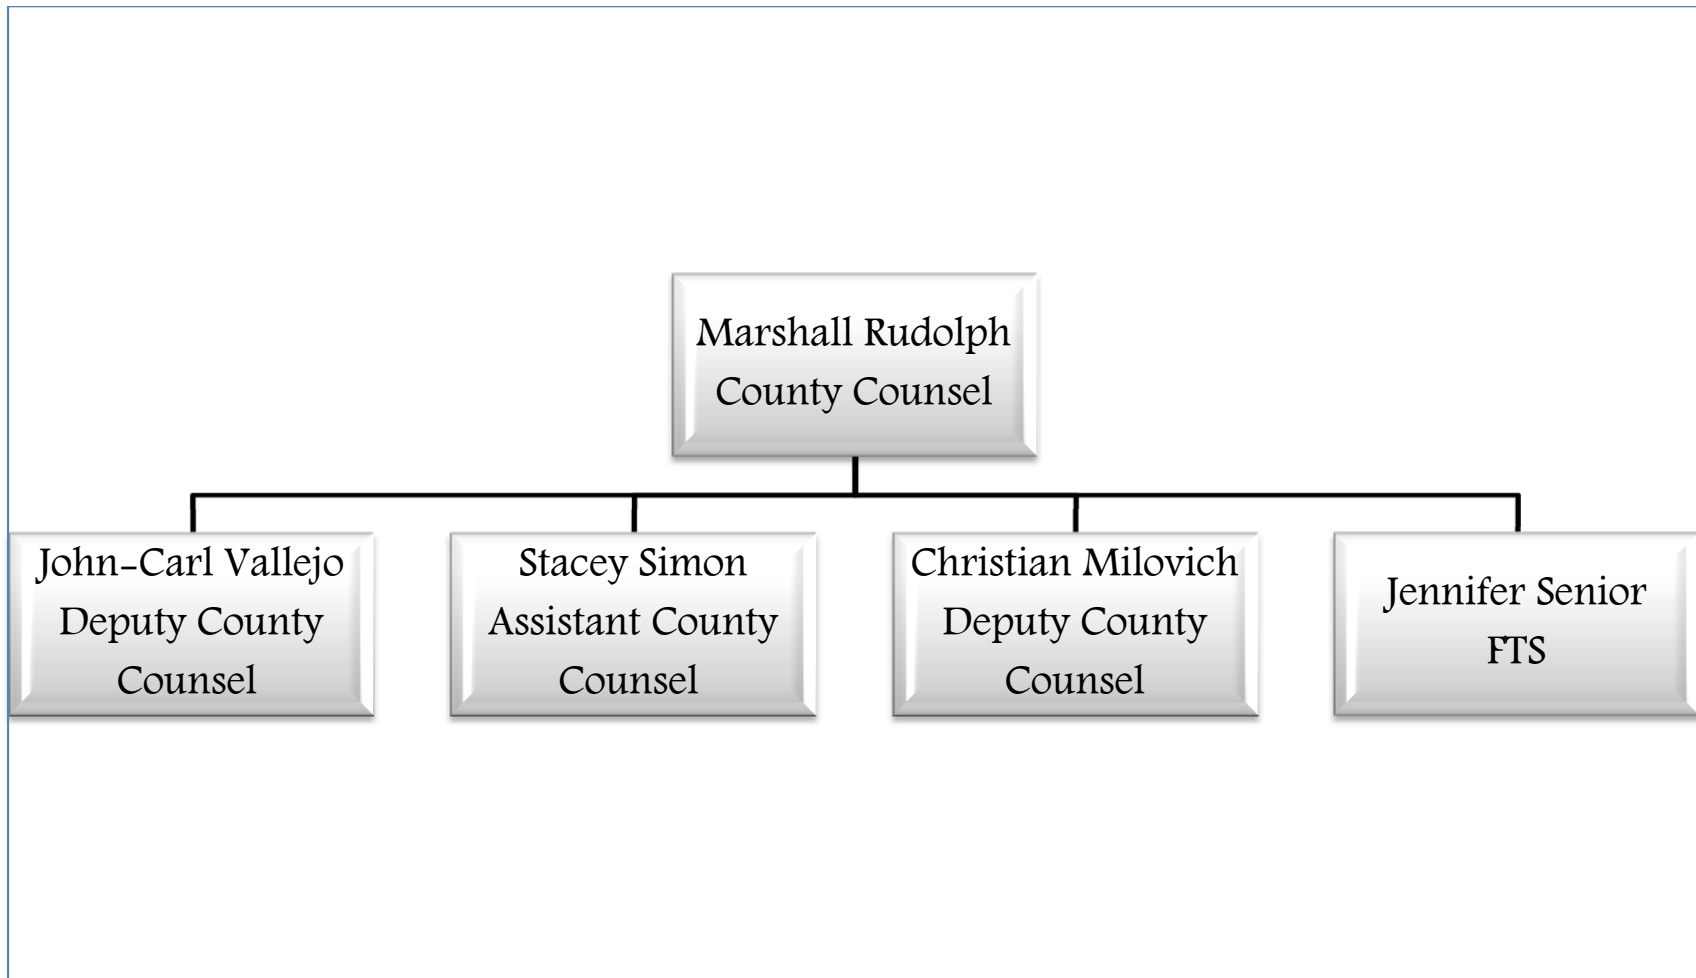 Marshall Rudolph
County Counsel
John-Carl Vallejo
Deputy County
Counsel
Stacey Simon
Assistant County
Counsel
Christian Milovich
Deputy County
Counsel
Jennifer Senior
FTS